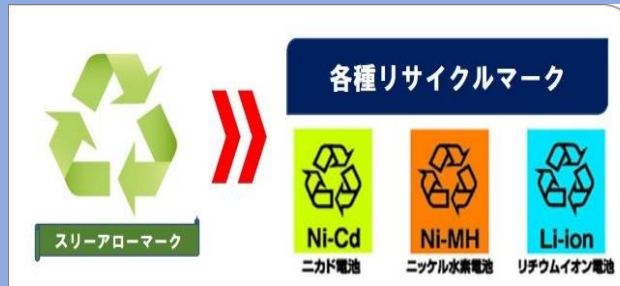 各種リサイクルマーク
スリーアローマーク
Ni-Cd
ニカド電池
Ni-MH
ニッケル水素電池
Li-ion
リチウムイオン電池